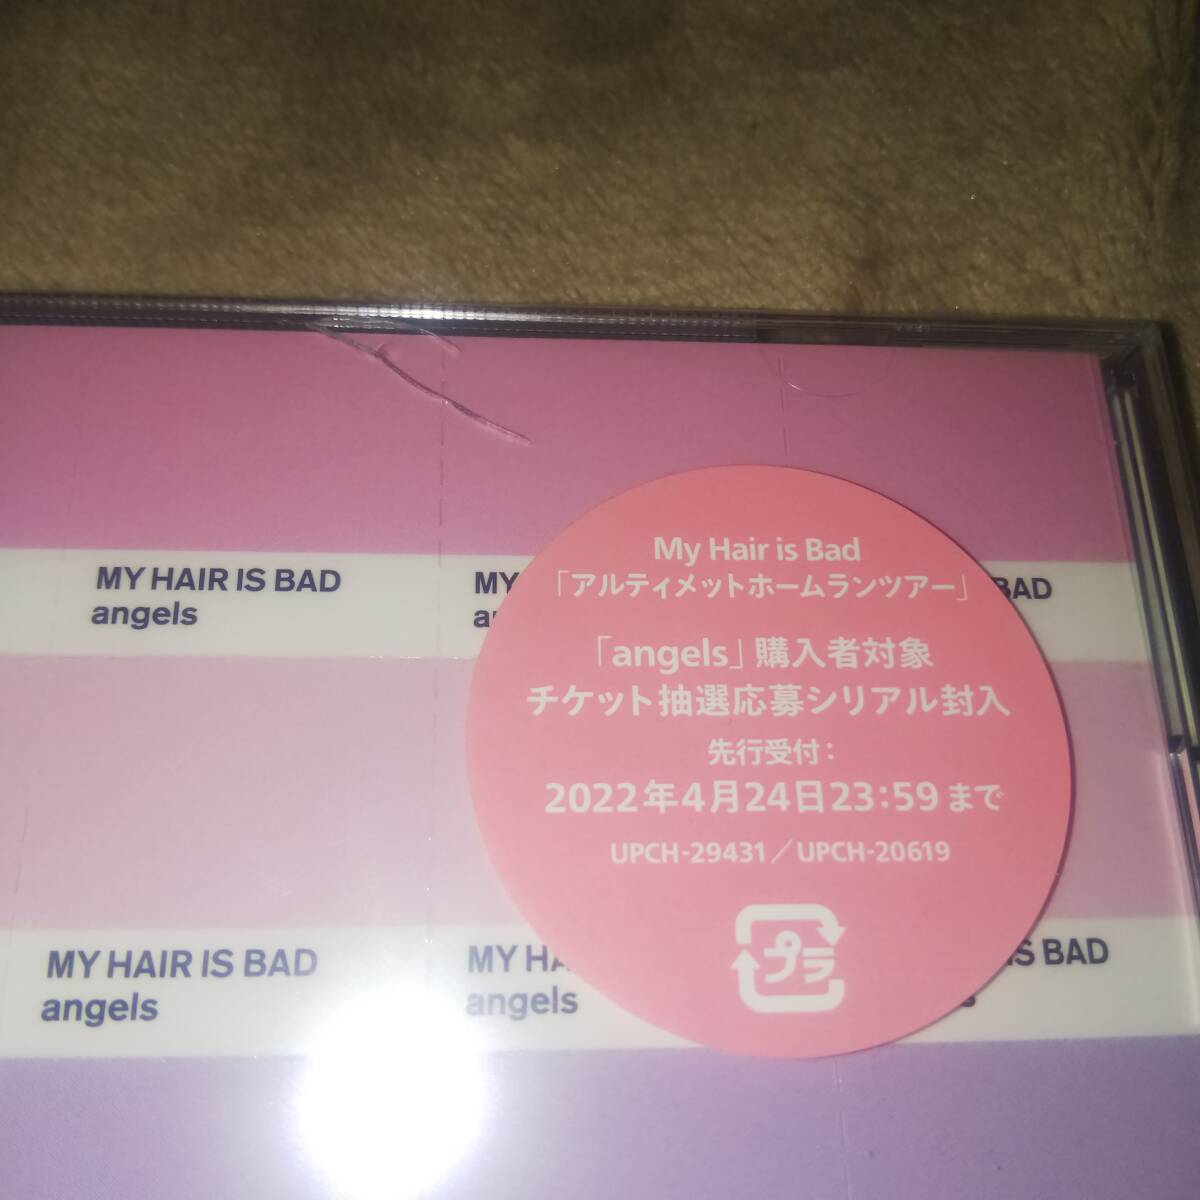 MY HAIR IS BAD
angels
MY
BAD
My Hair is Bad
「アルティメットホームランツアー」
「angels」購入者対象
チケット抽選応募シリアル封入
先行受付：
2022年4月24日23:59まで
UPCH-29431／UPCH-20619
プラ
MY HAIR IS BAD
angels
MY HA
angels
IS BAD